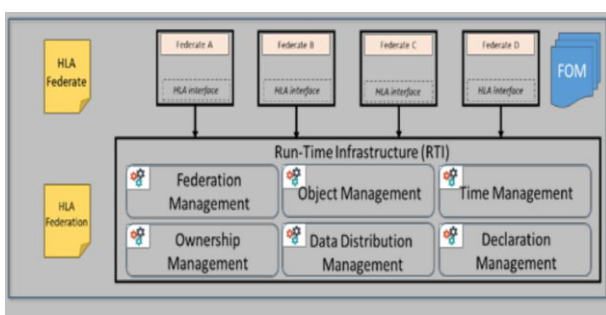 HLA
Federate
Federate A
Federate B
Federate C
Federate D
HLA interface
HLA interface
HLA interface
HLA interface
FOM
Run-Time Infrastructure (RTI)
HLA
Federation
Federation
Management
Object Management
Time Management
Ownership
Management
Data Distribution
Management
Declaration
Management